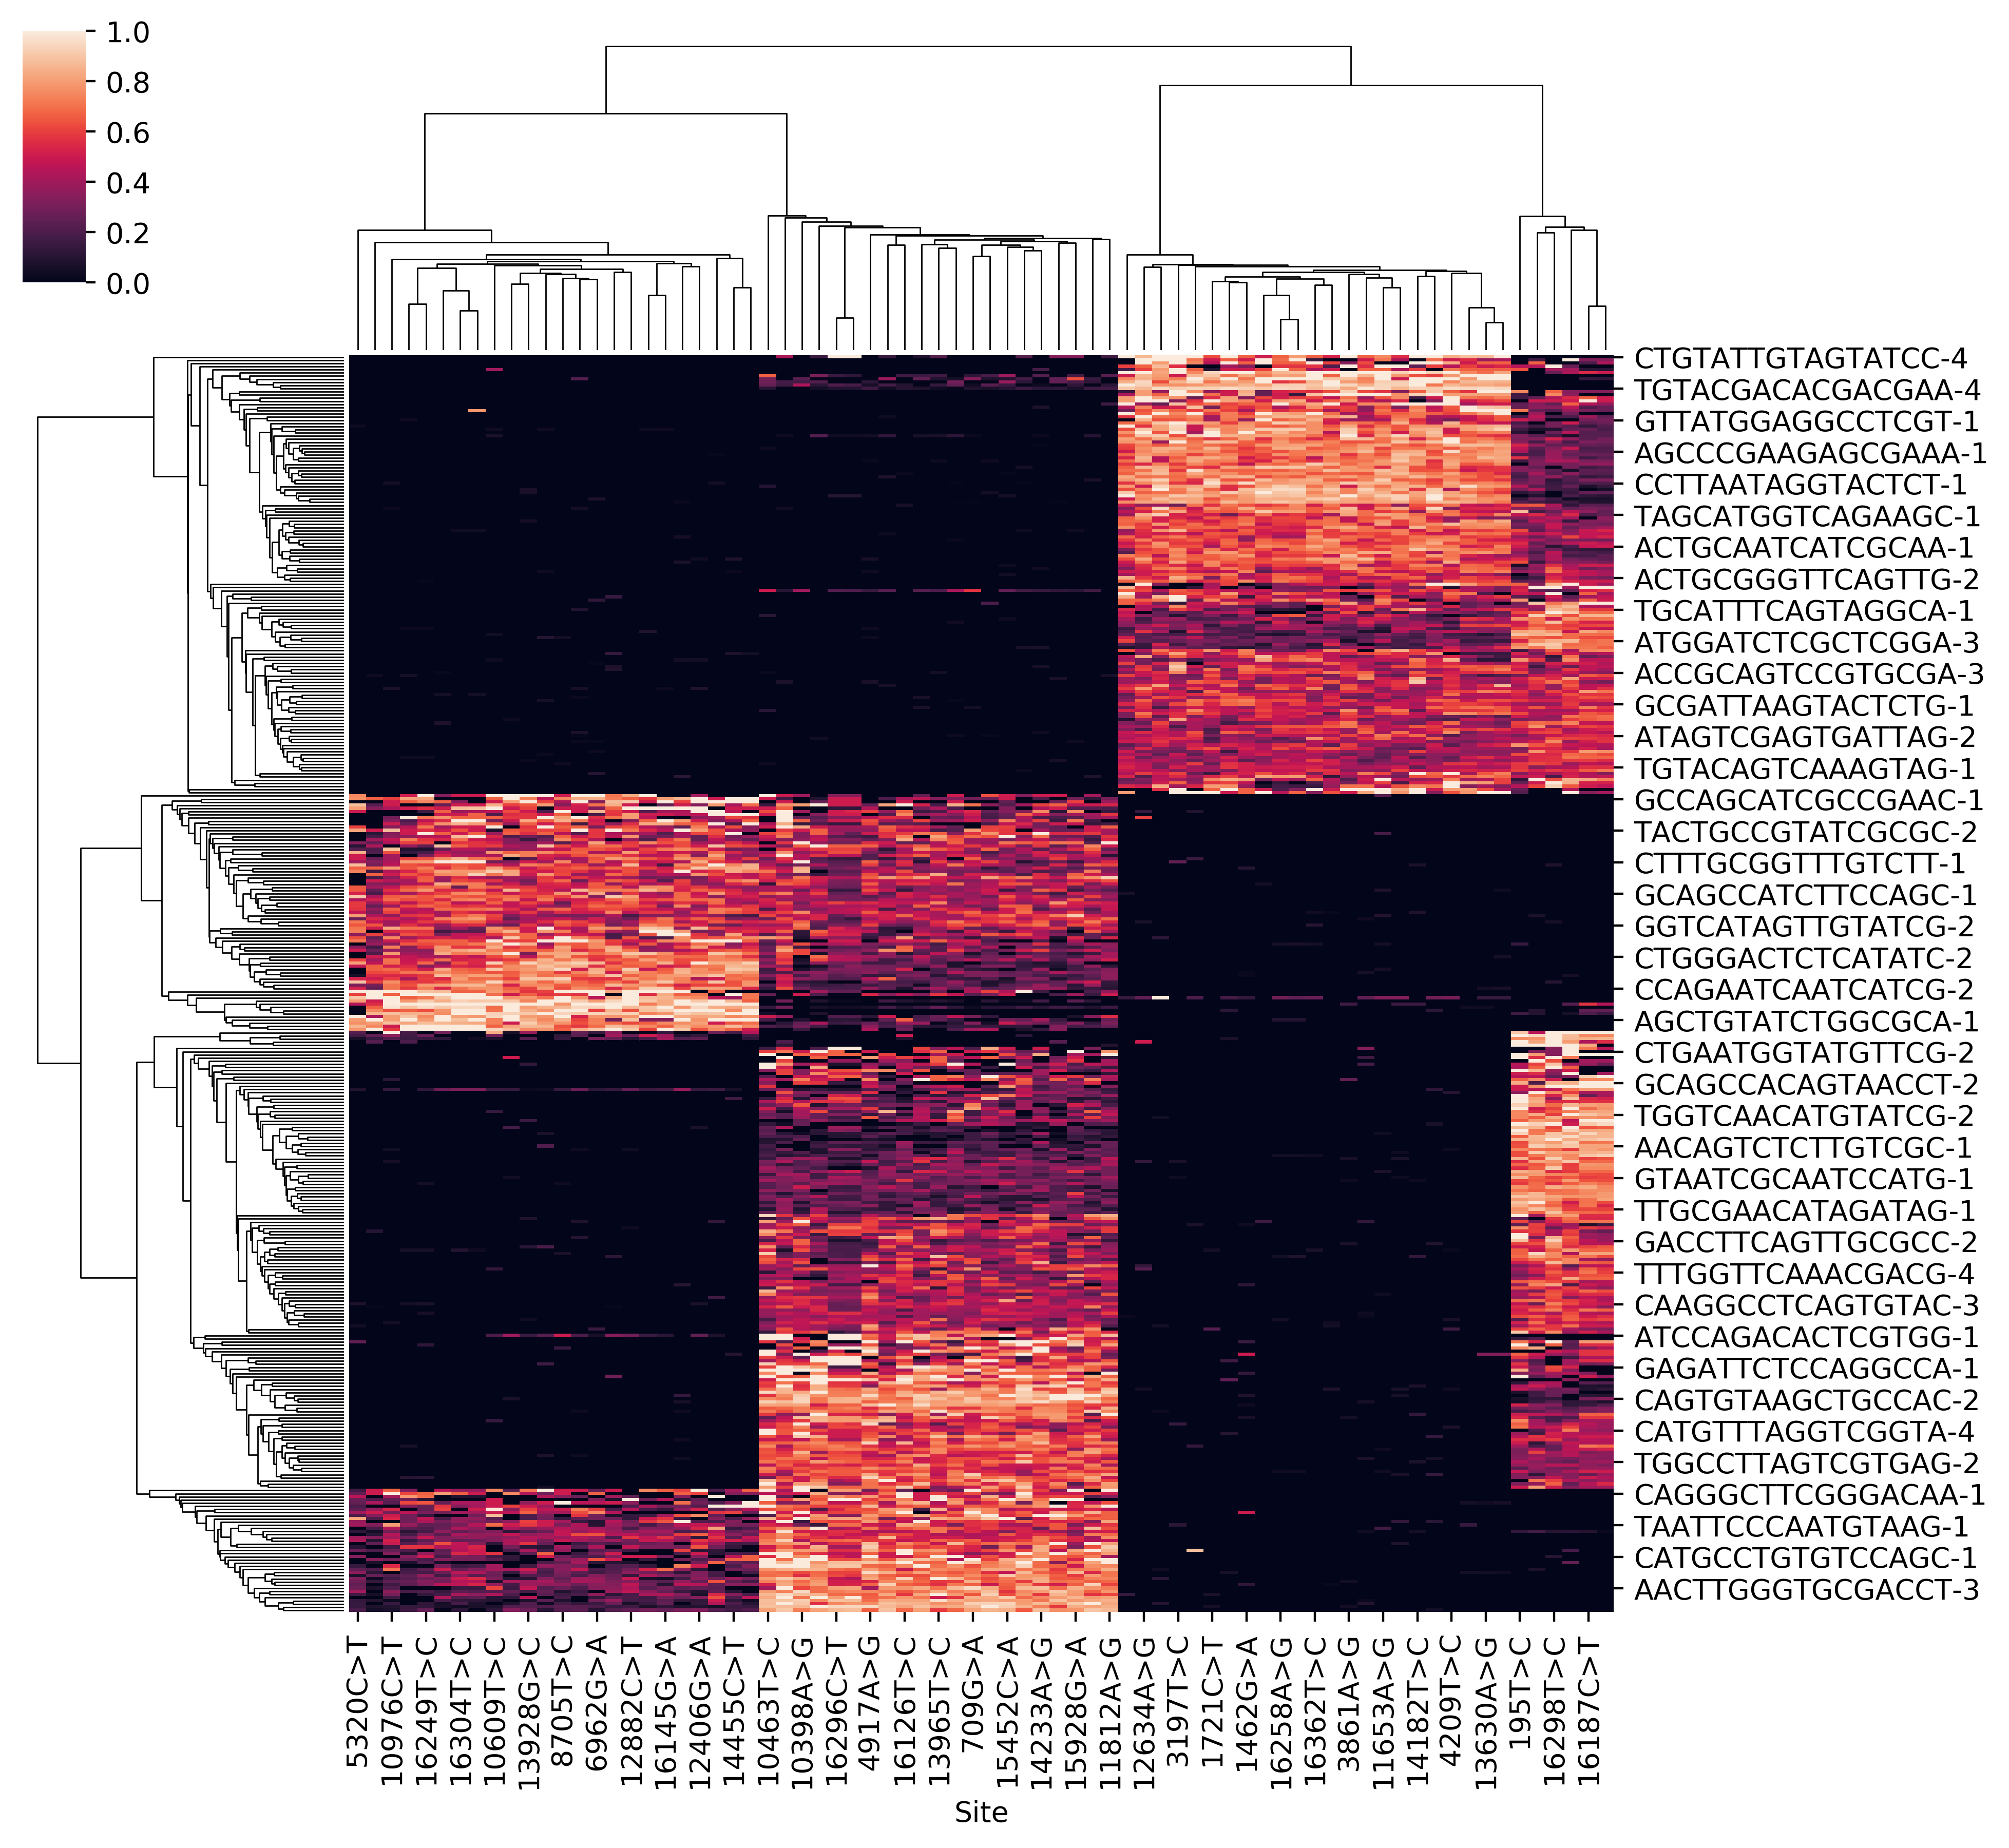 1.0
0.8
0.6
0.4
0.2
0.0
CTGTATTGTAGTATCC-4
TGTACGACACGACGAA-4
GTTATGGAGGCCTCGT-1
AGCCCGAAGAGCGAAA-1
CCTTAATAGGTACTCT-1
TAGCATGGTCAGAAGC-1
ACTGCAATCATCGCAA-1
ACTGCGGGTTCAGTTG-2
TGCATTTCAGTAGGCA-1
ATGGATCTCGCTCGGA-3
ACCGCAGTCCGTGCGA-3
GCGATTAAGTACTCTG-1
ATAGTCGAGTGATTAG-2
TGTACAGTCAAAGTAG-1
GCCAGCATCGCCGAAC-1
TACTGCCGTATCGCGC-2
CTTTGCGGTTTGTCTT-1
GCAGCCATCTTCCAGC-1
GGTCATAGTTGTATCG-2
CTGGGACTCTCATATC-2
CCAGAATCAATCATCG-2
AGCTGTATCTGGCGCA-1
CTGAATGGTATGTTCG-2
GCAGCCACAGTAACCT-2
TGGTCAACATGTATCG-2
AACAGTCTCTTGTCGC-1
GTAATCGCAATCCATG-1
TTGCGAACATAGATAG-1
GACCTTCAGTTGCGCC-2
TTTGGTTCAAACGACG-4
CAAGGCCTCAGTGTAC-3
ATCCAGACACTCGTGG-1
GAGATTCTCCAGGCCA-1
CAGTGTAAGCTGCCAC-2
CATGTTTAGGTCGGTA-4
TGGCCTTAGTCGTGAG-2
CAGGGCTTCGGGACAA-1
TAATTCCCAATGTAAG-1
CATGCCTGTGTCCAGC-1
AACTTGGGTGCGACCT-3
5320C>T
10976C>T
16249T>C
16304T>C
10609T>C
13928G>C
8705T>C
6962G>A
12882C>T
16145G>A
12406G>A
14455C>T
10463T>C
10398A>G
16296C>T
4917A>G
16126T>C
13965T>C
709G>A
15452C>A
14233A>G
15928G>A
11812A>G
12634A>G
3197T>C
1721C>T
1462G>A
16258A>G
16362T>C
3861A>G
11653A>G
14182T>C
4209T>C
13630A>G
195T>C
16298T>C
16187C>T
Site